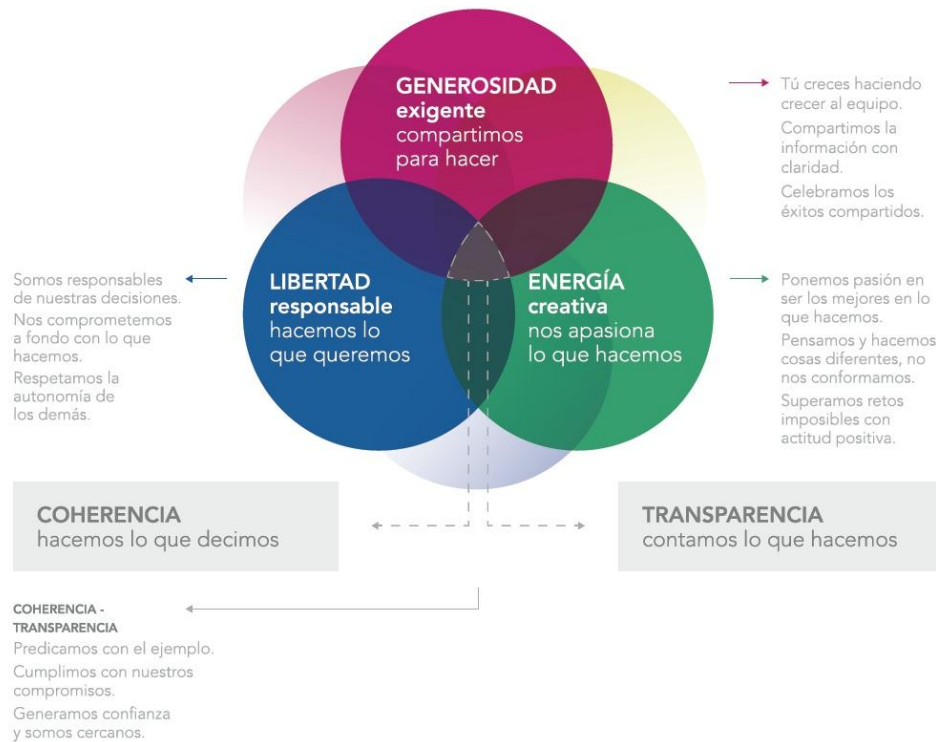 GENEROSIDAD
exigente
compartimos
para hacer
Tú creces haciendo
crecer al equipo.
Compartimos la
información con
claridad.
Celebramos los
éxitos compartidos.
Somos responsables
de nuestras decisiones.
Nos comprometemos
a fondo con lo que
hacemos.
Respetamos la
autonomía de
los demás.
LIBERTAD
responsable
hacemos lo
que queremos
ENERGÍA
creativa
nos apasiona
lo que hacemos
Ponemos pasión en
ser los mejores en lo
que hacemos.
Pensamos y hacemos
cosas diferentes, no
nos conformamos.
Superamos retos
imposibles con
actitud positiva.
COHERENCIA
hacemos lo que decimos
TRANSPARENCIA
contamos lo que hacemos
COHERENCIA -
TRANSPARENCIA
Predicamos con el ejemplo.
Cumplimos con nuestros
compromisos.
Generamos confianza
y somos cercanos.